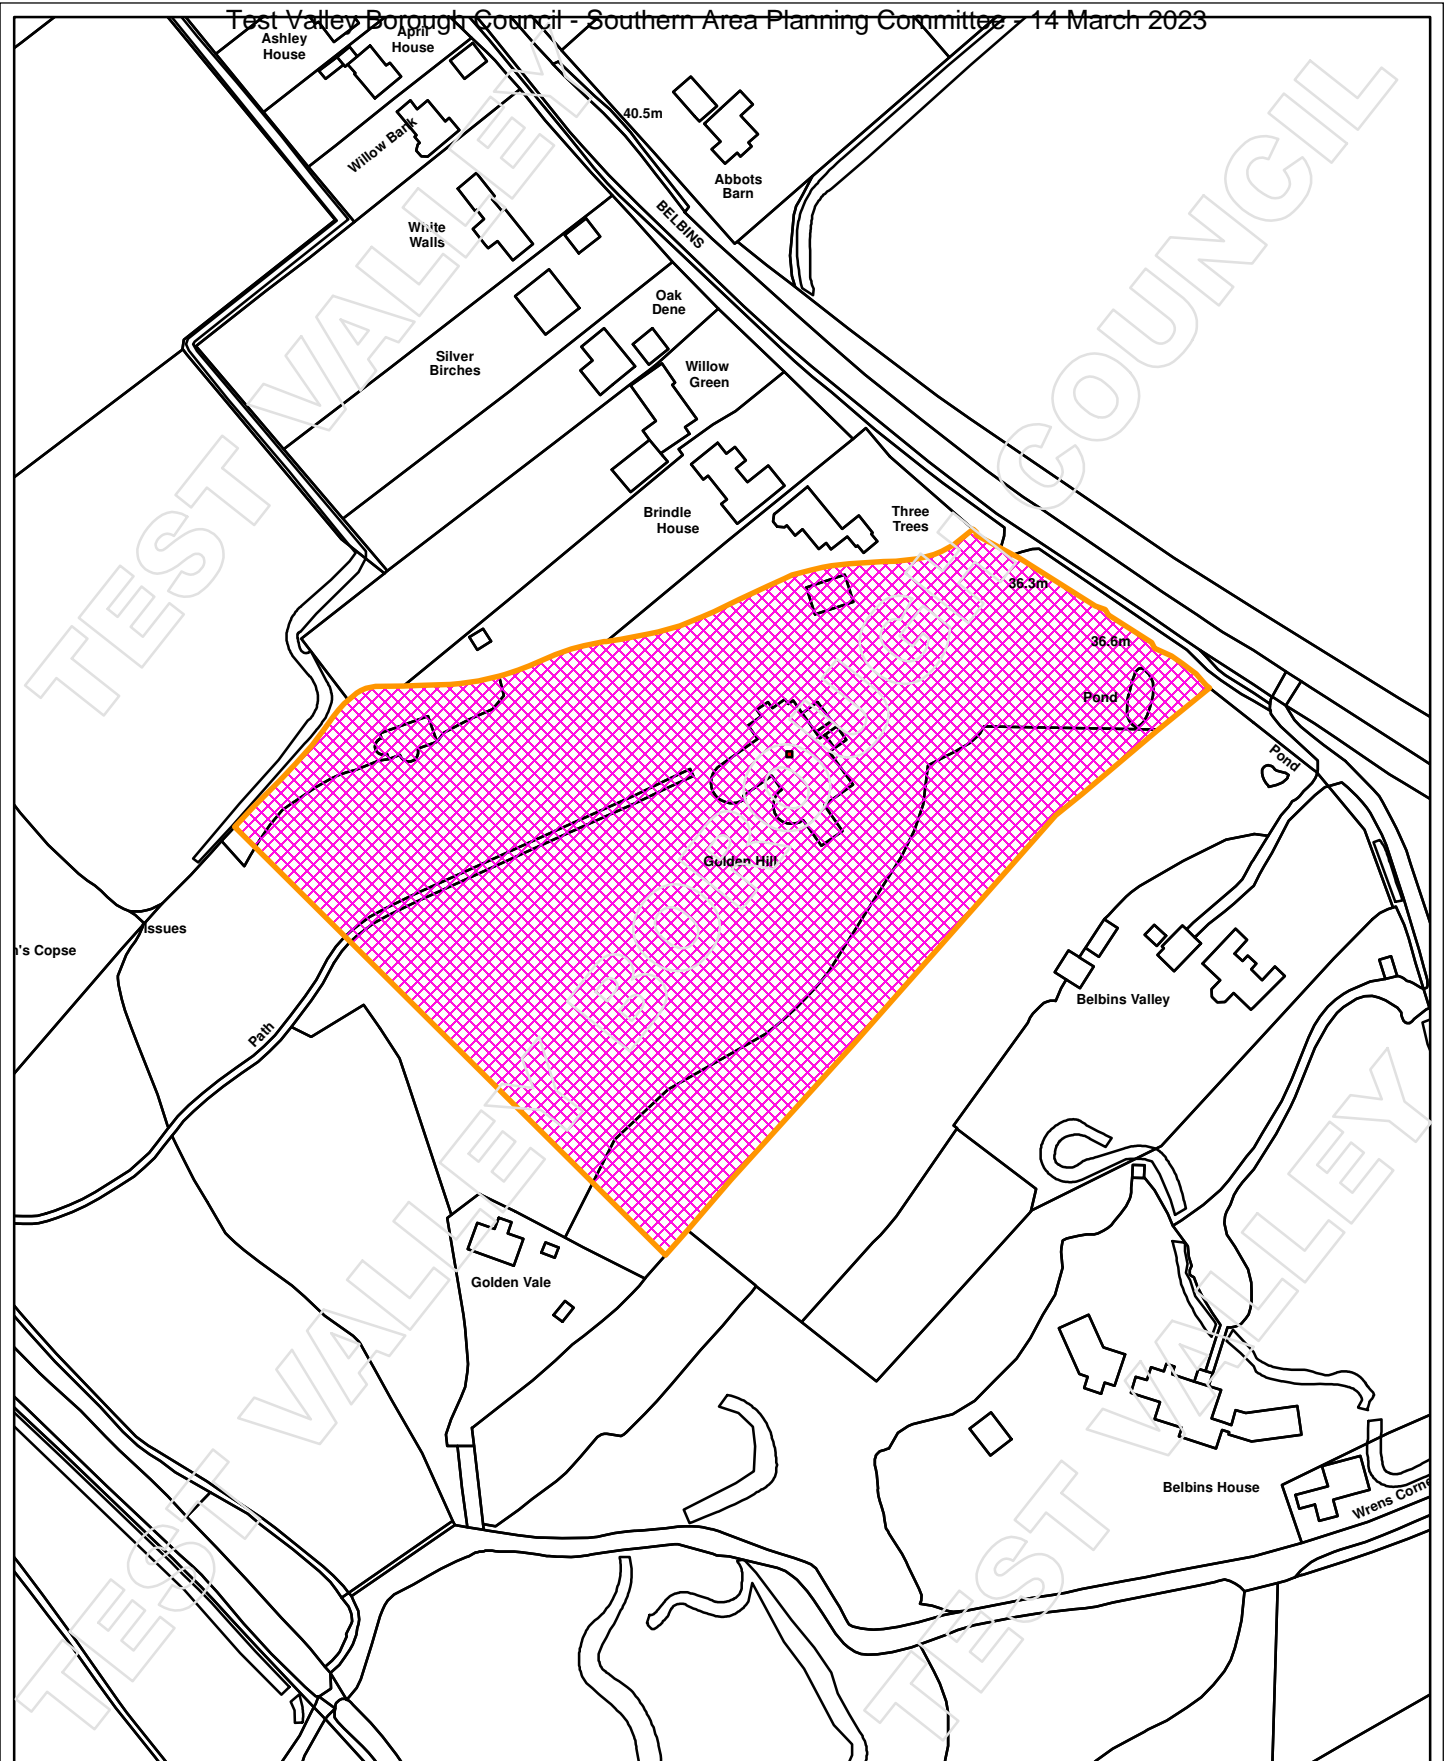 Test Valley Borough Council - Southern Area Planning Committee - 14 March 2023
Ashley
House
April
House
40.5m
Willow Bank
Abbots
Barn
White
Walls
BELBINS
Oak
Dene
Silver
Birches
Willow
Green
Brindle
House
Three
Trees
36.3m
36.6m
Pond
Pond
Golden Hill
Issues
n's Copse
Belbins Valley
Path
Golden Vale
Belbins House
Wrens Corne
TEST VALLEY
COUNCIL
TEST VALLEY
TEST VALLEY